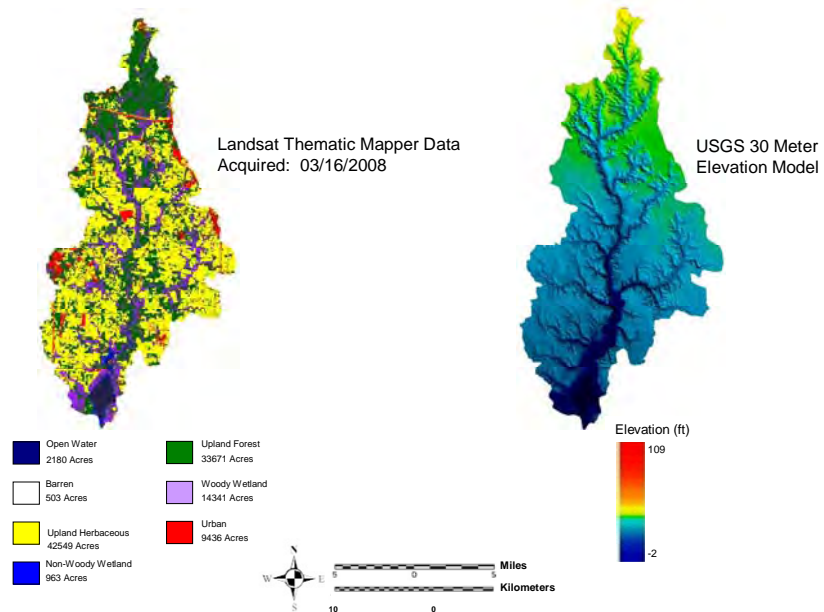 Landsat Thematic Mapper Data
Acquired: 03/16/2008
USGS 30 Meter
Elevation Model
Open Water
2180 Acres
Barren
503 Acres
Upland Herbaceous
42549 Acres
Non-Woody Wetland
963 Acres
Upland Forest
33671 Acres
Woody Wetland
14341 Acres
Urban
9436 Acres
N
W E
S
Miles
5 0 5
Kilometers
10 0
Elevation (ft)
109
-2